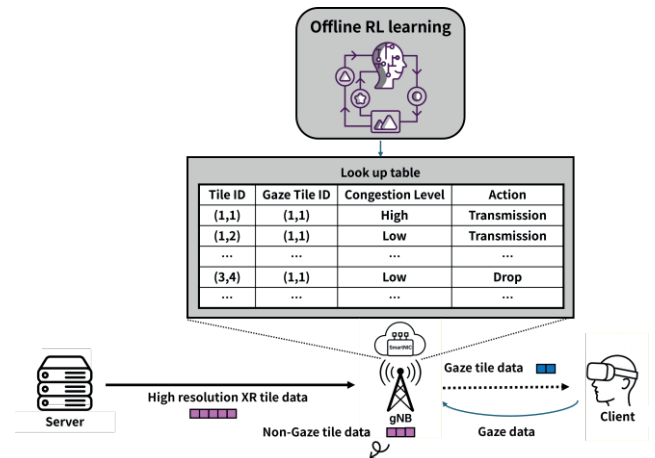 Offline RL learning
Look up table
Tile ID Gaze Tile ID Congestion Level Action
(1,1) (1,1) High Transmission
(1,2) (1,1) Low Transmission
... ... ... ...
(3,4) (1,1) Low Drop
... ... ... ...
SmartNIC
Gaze tile data
High resolution XR tile data
Server
gNB
Client
Non-Gaze tile data
Gaze data